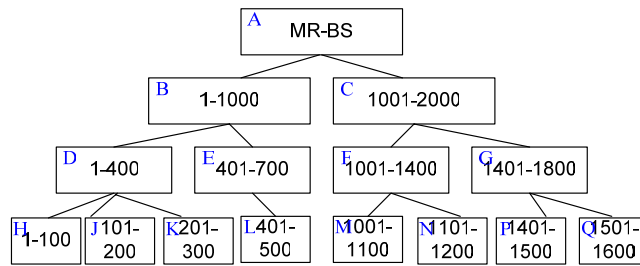 A MR-BS
B 1-1000
C 1001-2000
D 1-400
E 401-700
F 1001-1400
G 1401-1800
H 1-100
J 101-
200
K 201-
300
L 401-
500
M 1001-
1100
N 1101-
1200
P 1401-
1500
Q 1501-
1600